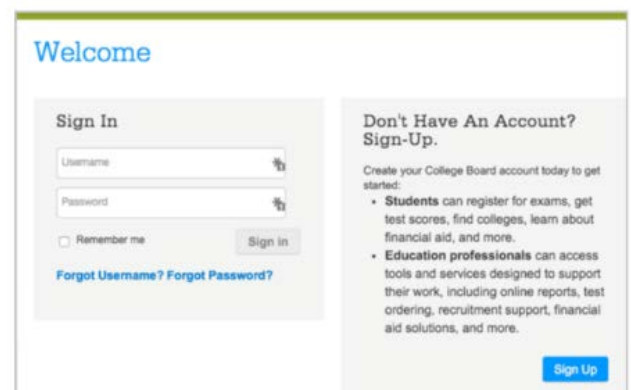 Welcome
Sign In
Username
Password
Remember me
Sign in
Forgot Username? Forgot Password?
Don't Have An Account?
Sign-Up.
Create your College Board account today to get
started:
• Students can register for exams, get
test scores, find colleges, learn about
financial aid, and more.
• Education professionals can access
tools and services designed to support
their work, including online reports, test
ordering, recruitment support, financial
aid solutions, and more.
Sign Up